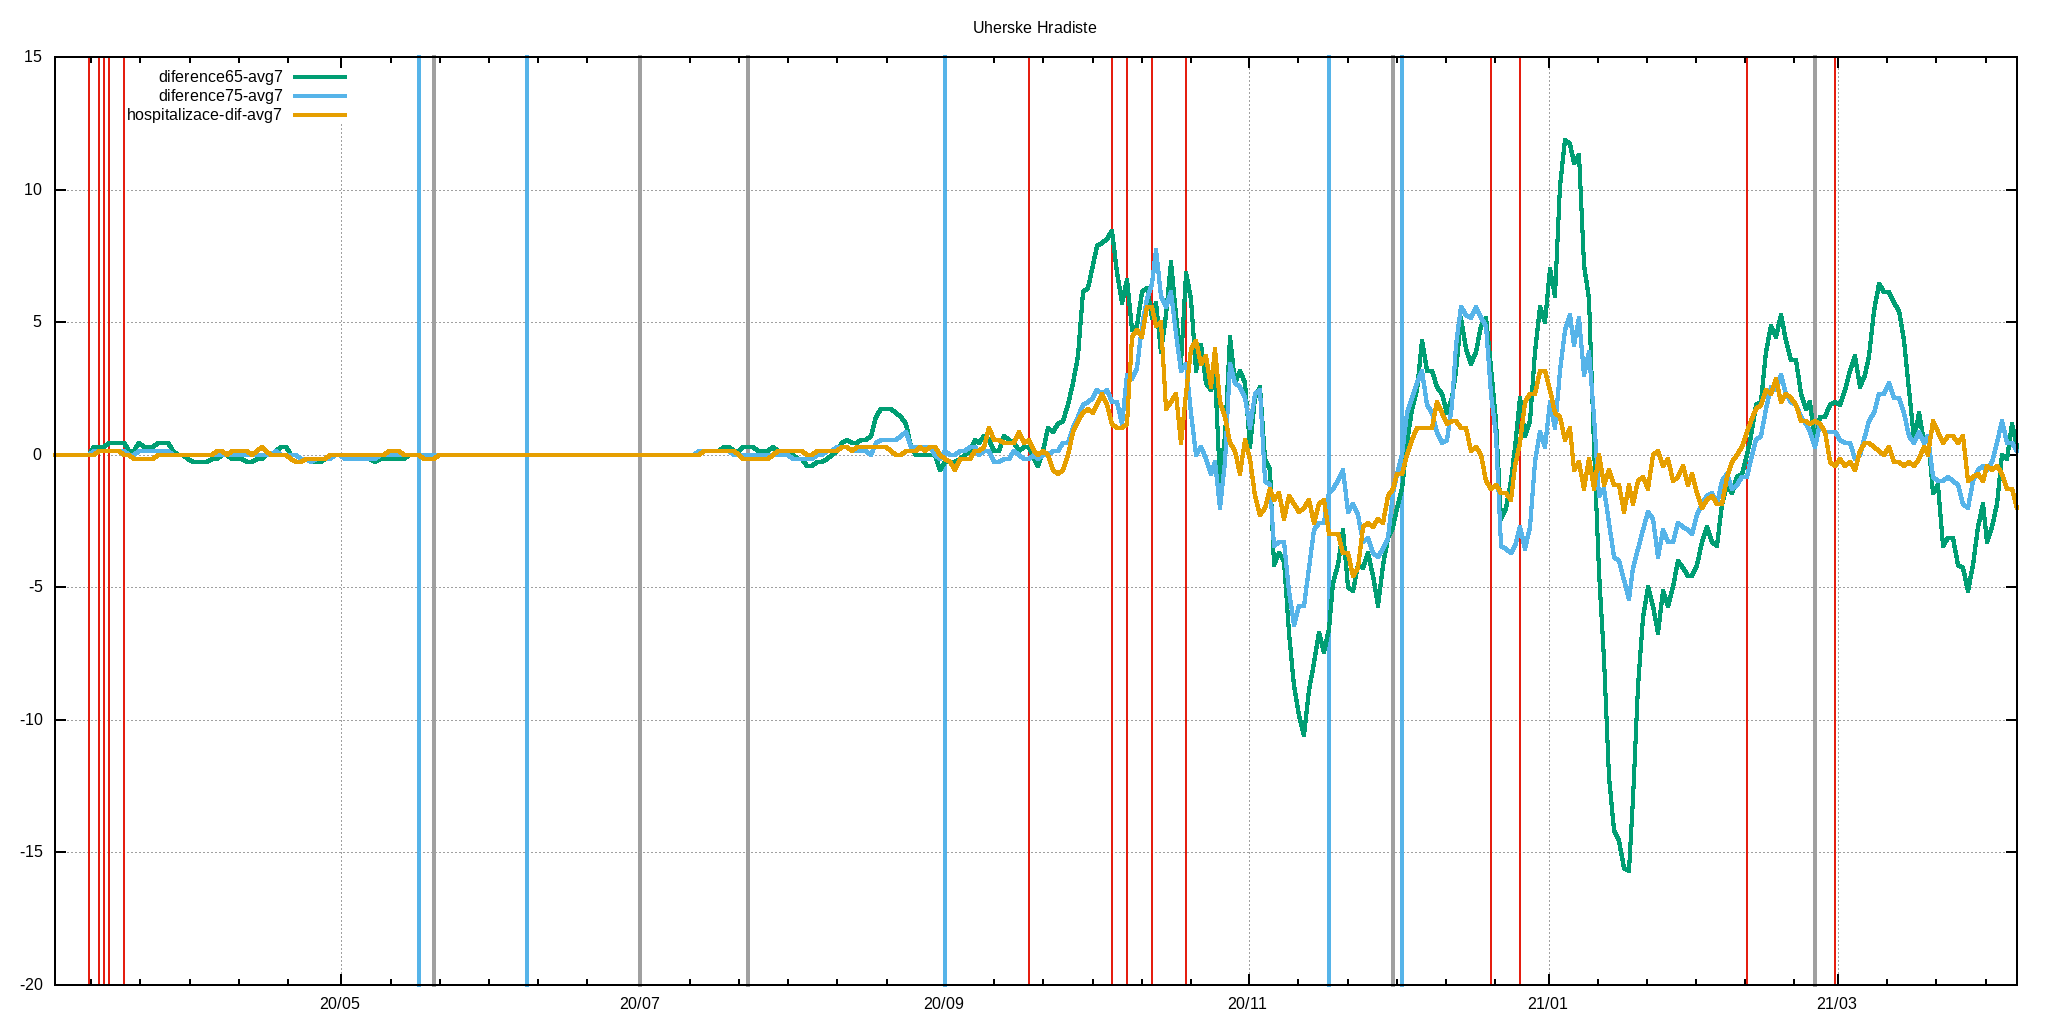 Uherske Hradiste
15
diference65-avg7
diference75-avg7
hospitalizace-dif-avg7
10
5
0
-5
-10
-15
-20
20/05 20/07 20/09 20/11 21/01 21/03